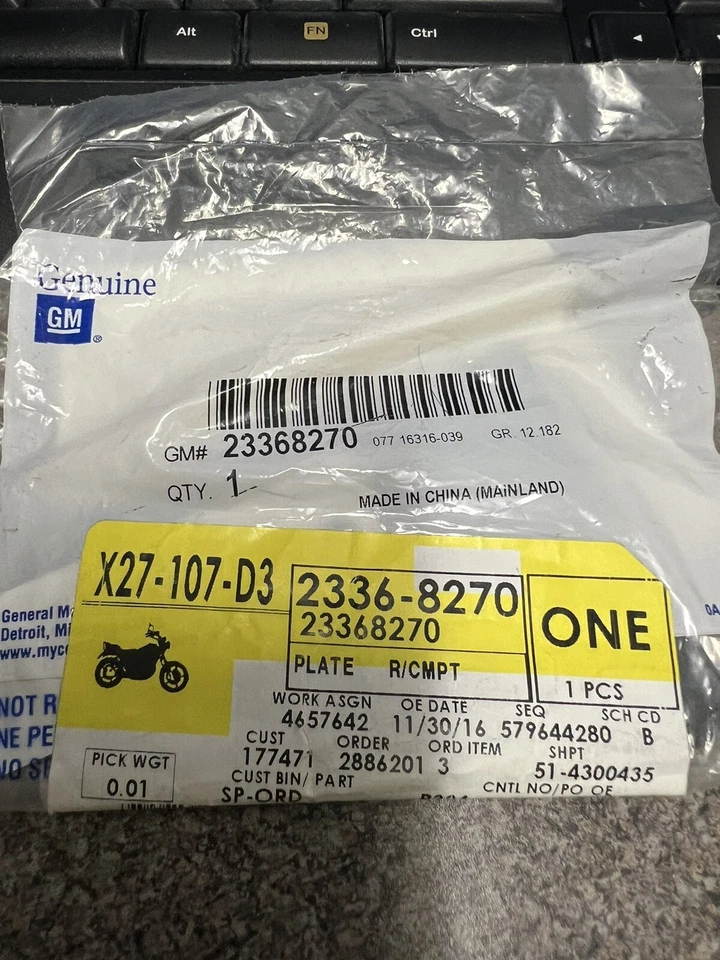 Alt
FN
Ctrl
Genuine
GM
®
GM# 23368270 077 16316-039 GR. 12.182
QTY. 1
MADE IN CHINA (MAINLAND)
X27-107-D3
2336-8270
23368270
PLATE R/CMPT
ONE
1 PCS
General
Detroit,
WORK ASGN OE DATE SEQ SCH CD
4657642 11/30/16 579644280 B
CUST ORDER ORD ITEM SHPT
177471 2886201 3 51-4300435
PICK WGT
0.01
CUST BIN/ PART CNTL NO/PO OE
SP-ORD